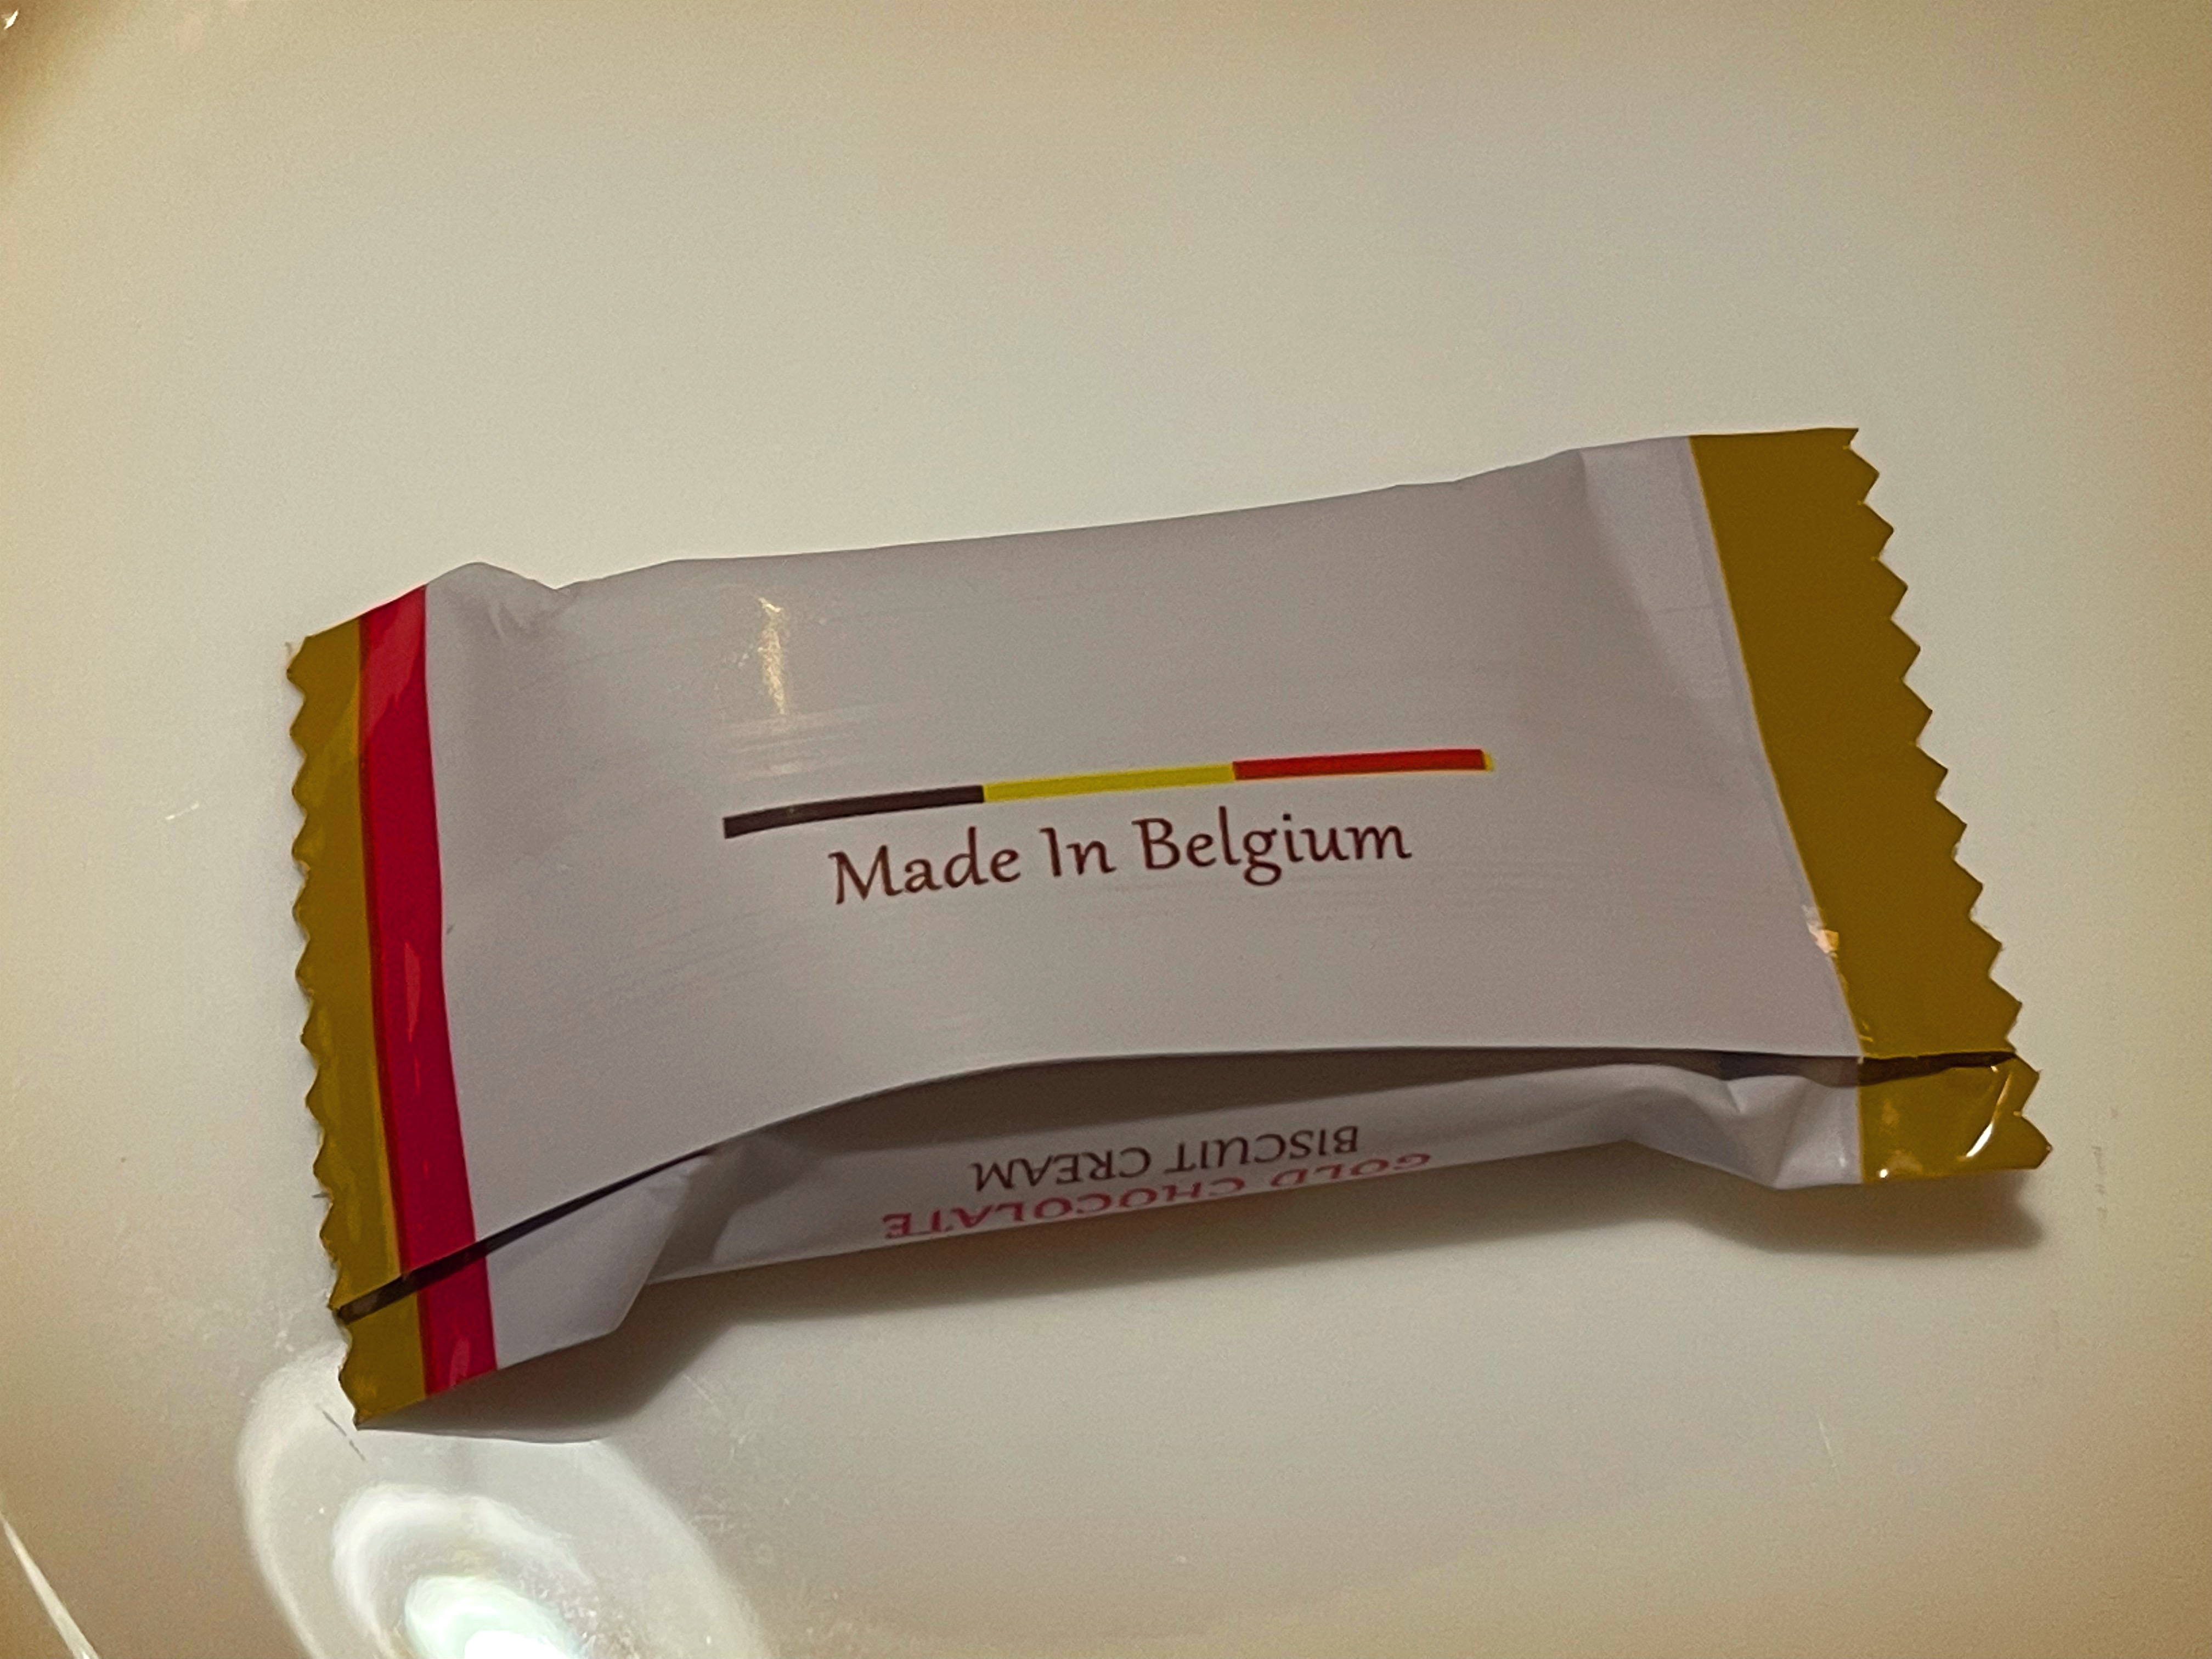 Made In Belgium
GOLD CHOCOLATE
BISCUIT CREAM